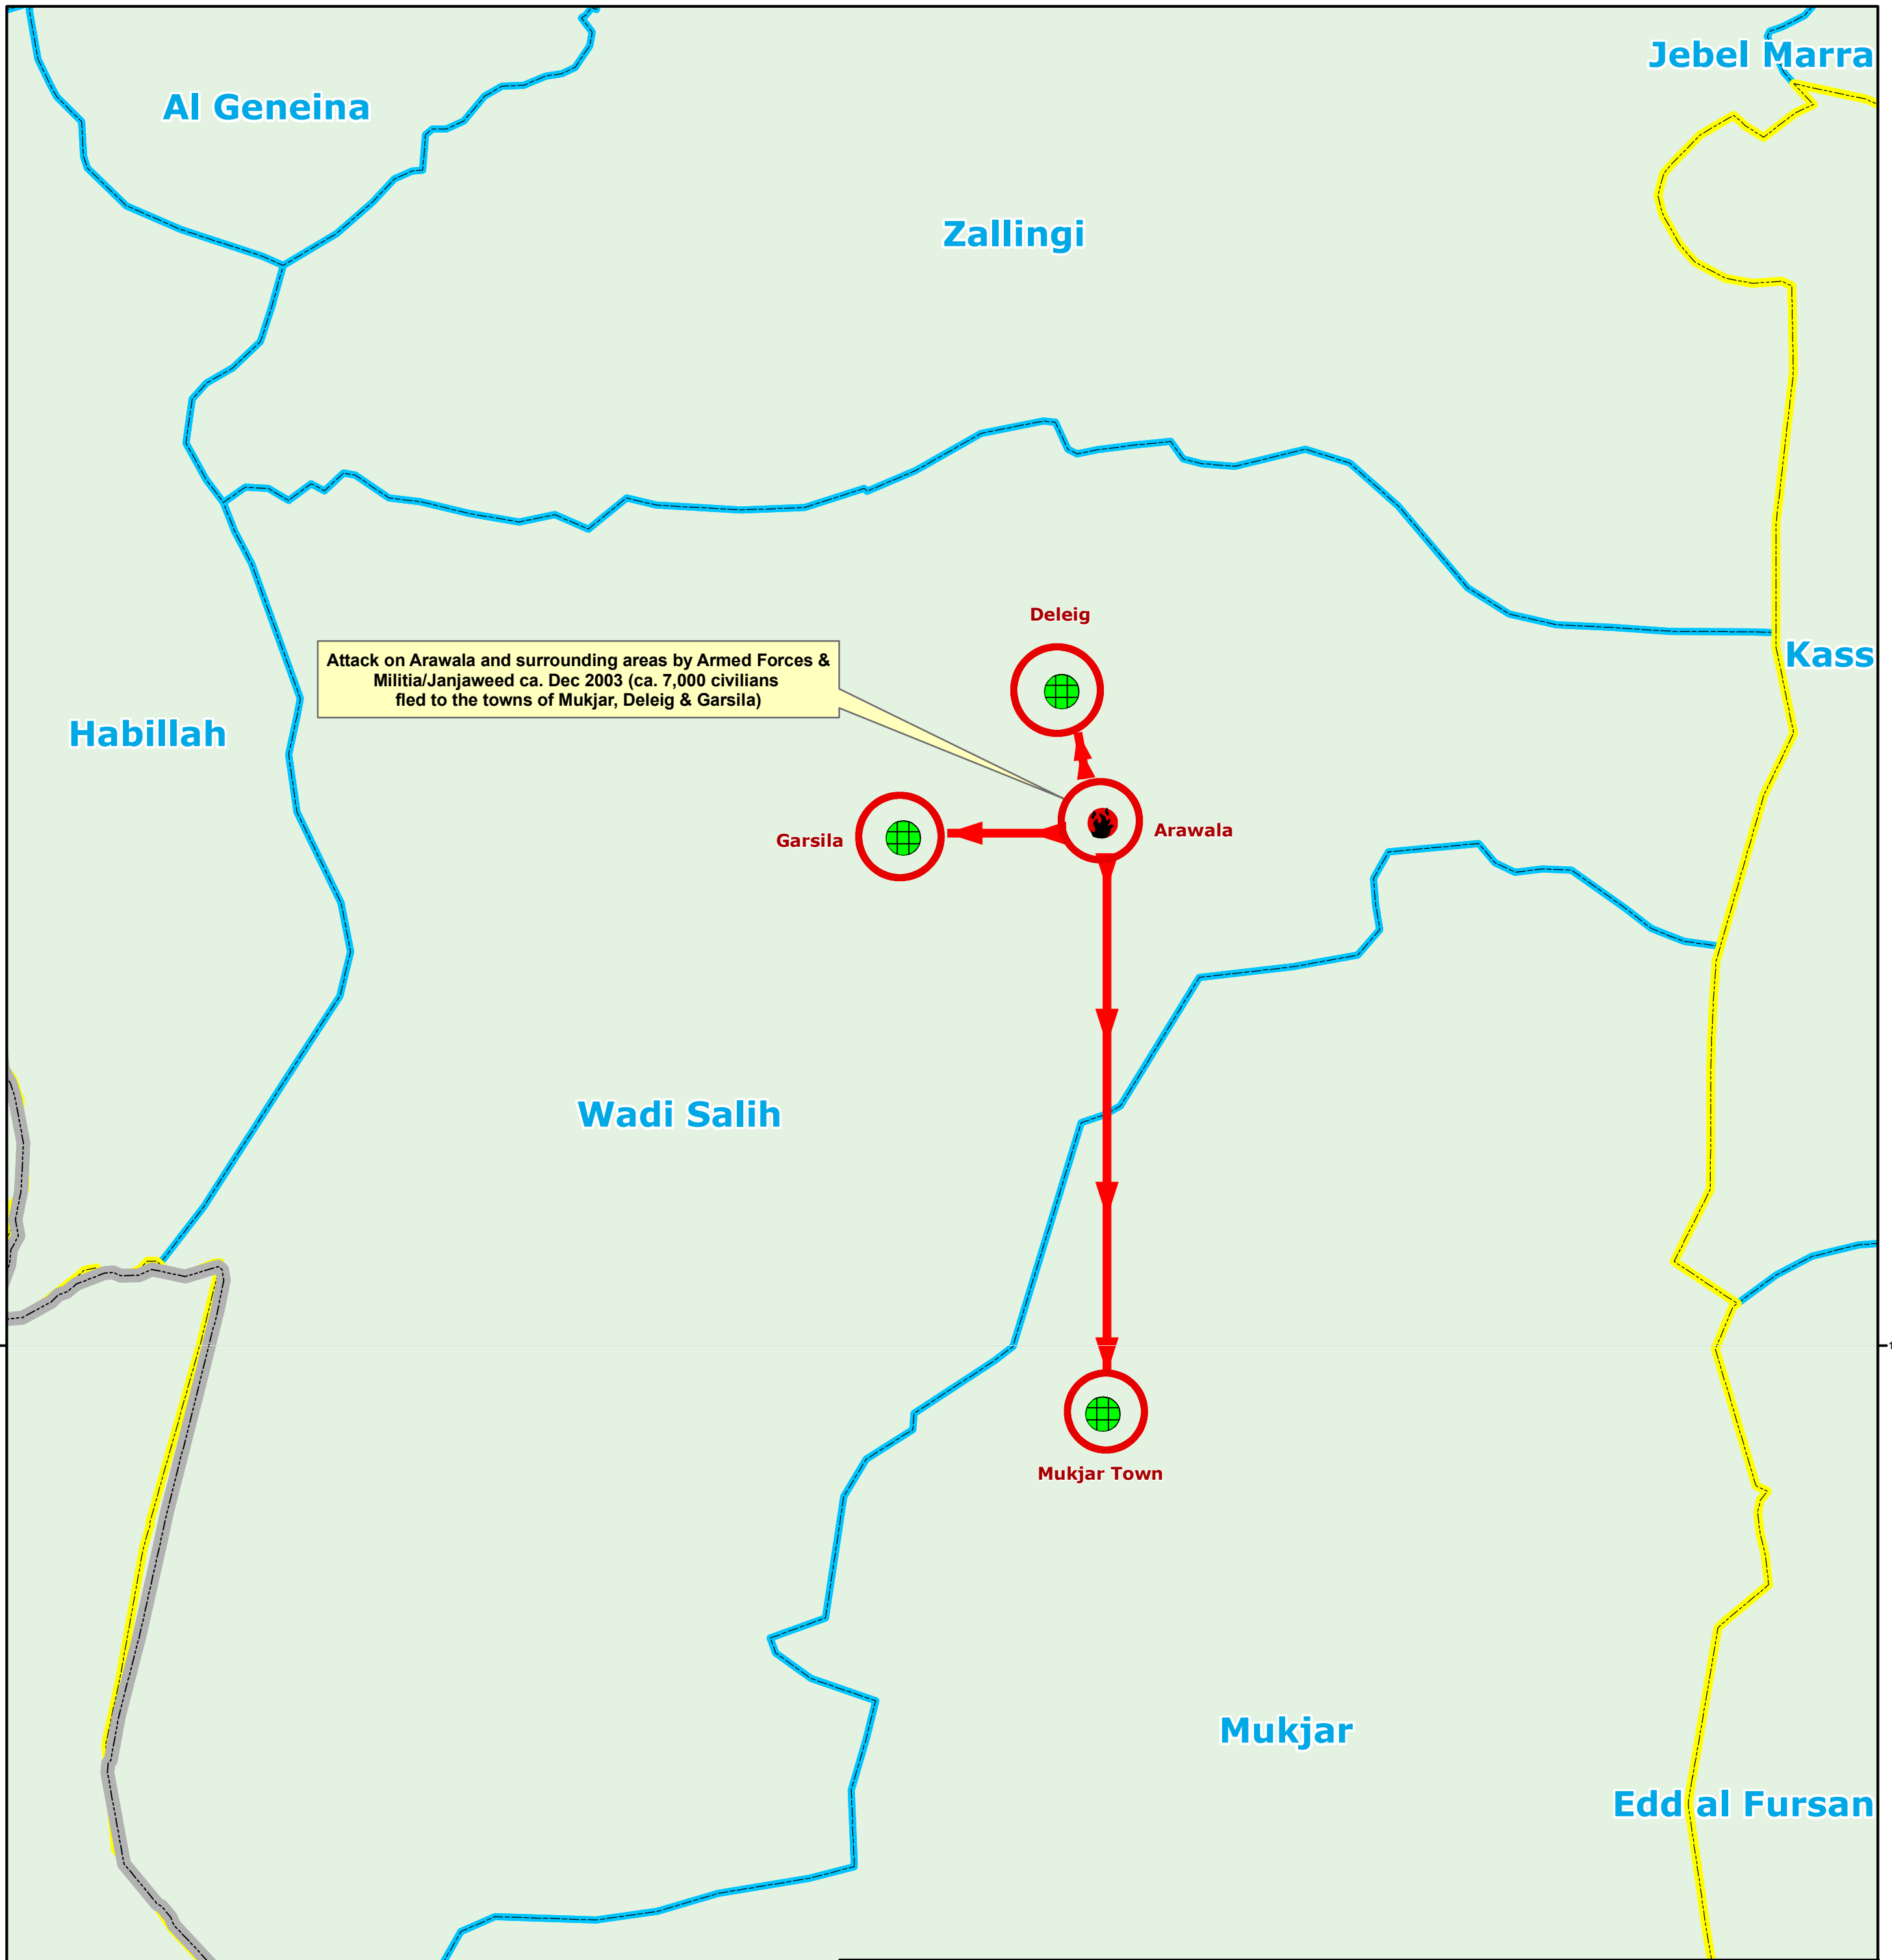 Jebel Marra
Al Geneina
Zallingi
Deleig
Kass
Attack on Arawala and surrounding areas by Armed Forces &
Militia/Janjaweed ca. Dec 2003 (ca. 7,000 civilians
fled to the towns of Mukjar, Deleig & Garsila)
Habillah
Arawala
Garsila
Wadi Salih
Mukjar Town
Mukjar
Edd al Fursan